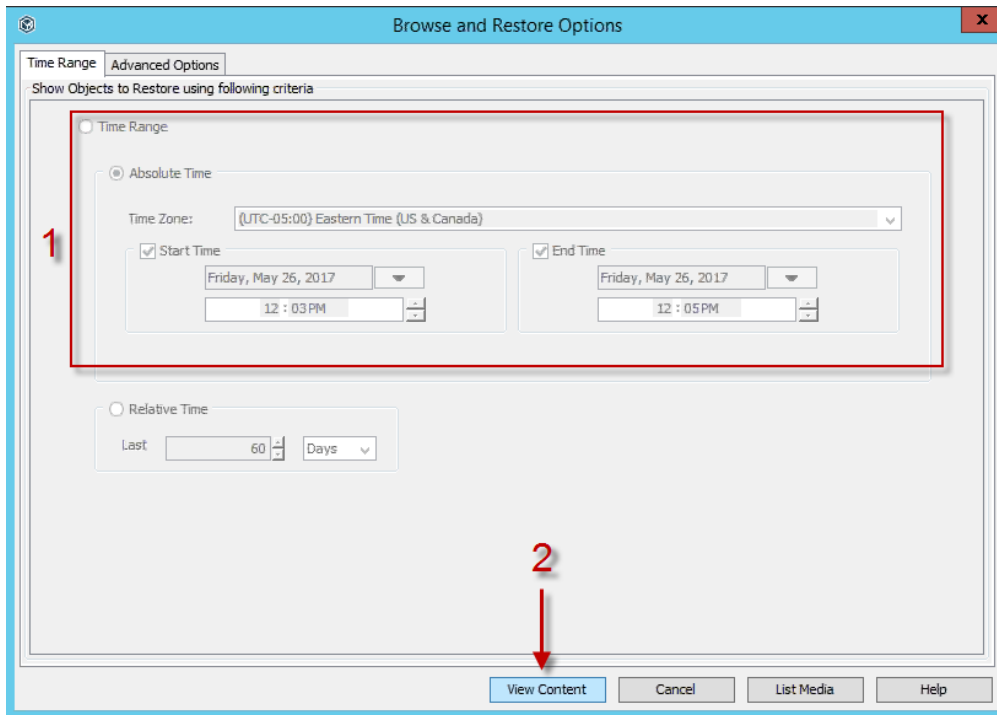 Browse and Restore Options
x
Time Range
Advanced Options
Show Objects to Restore using following criteria
Time Range
Absolute Time
Time Zone: (UTC-05:00) Eastern Time (US & Canada)
1
Start Time
End Time
Friday, May 26, 2017
Friday, May 26, 2017
12 : 03 PM
12 : 05 PM
Relative Time
Last 60 Days
2
View Content
Cancel
List Media
Help